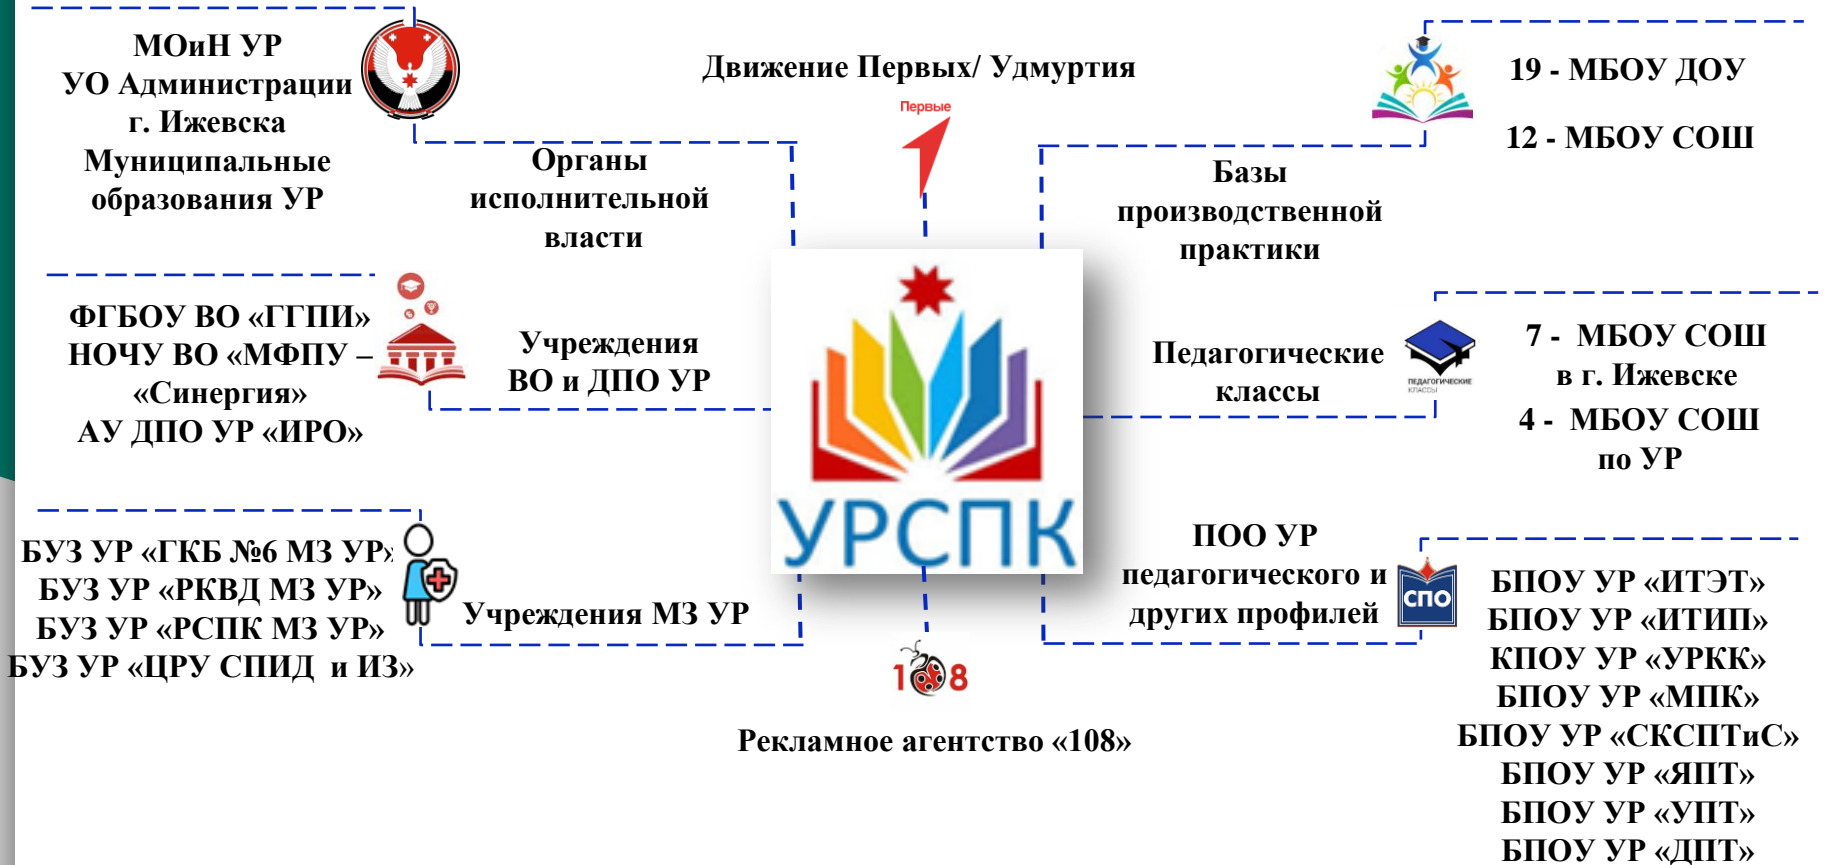 МОиН УР
УО Администрации
г. Ижевска
Муниципальные
образования УР
Органы
исполнительной
власти
Движение Первых/ Удмуртия
Первые
Базы
производственной
практики
19 - МБОУ ДОУ
12 - МБОУ СОШ
ФГБОУ ВО «ГГПИ»
НОЧУ ВО «МФПУ –
«Синергия»
АУ ДПО УР «ИРО»
Учреждения
ВО и ДПО УР
УРСПК
Педагогические
классы
ПЕДАГОГИЧЕСКИЕ
КЛАССЫ
7 - МБОУ СОШ
в г. Ижевске
4 - МБОУ СОШ
по УР
БУЗ УР «ГКБ №6 МЗ УР»
БУЗ УР «РКВД МЗ УР»
БУЗ УР «РСПК МЗ УР»
БУЗ УР «ЦРУ СПИД и ИЗ»
Учреждения МЗ УР
108
Рекламное агентство «108»
ПОО УР
педагогического и
других профилей
СПО
БПОУ УР «ИТЭТ»
БПОУ УР «ИТИП»
КПОУ УР «УРКК»
БПОУ УР «МПК»
БПОУ УР «СКСПТиС»
БПОУ УР «ЯПТ»
БПОУ УР «УПТ»
БПОУ УР «ДПТ»